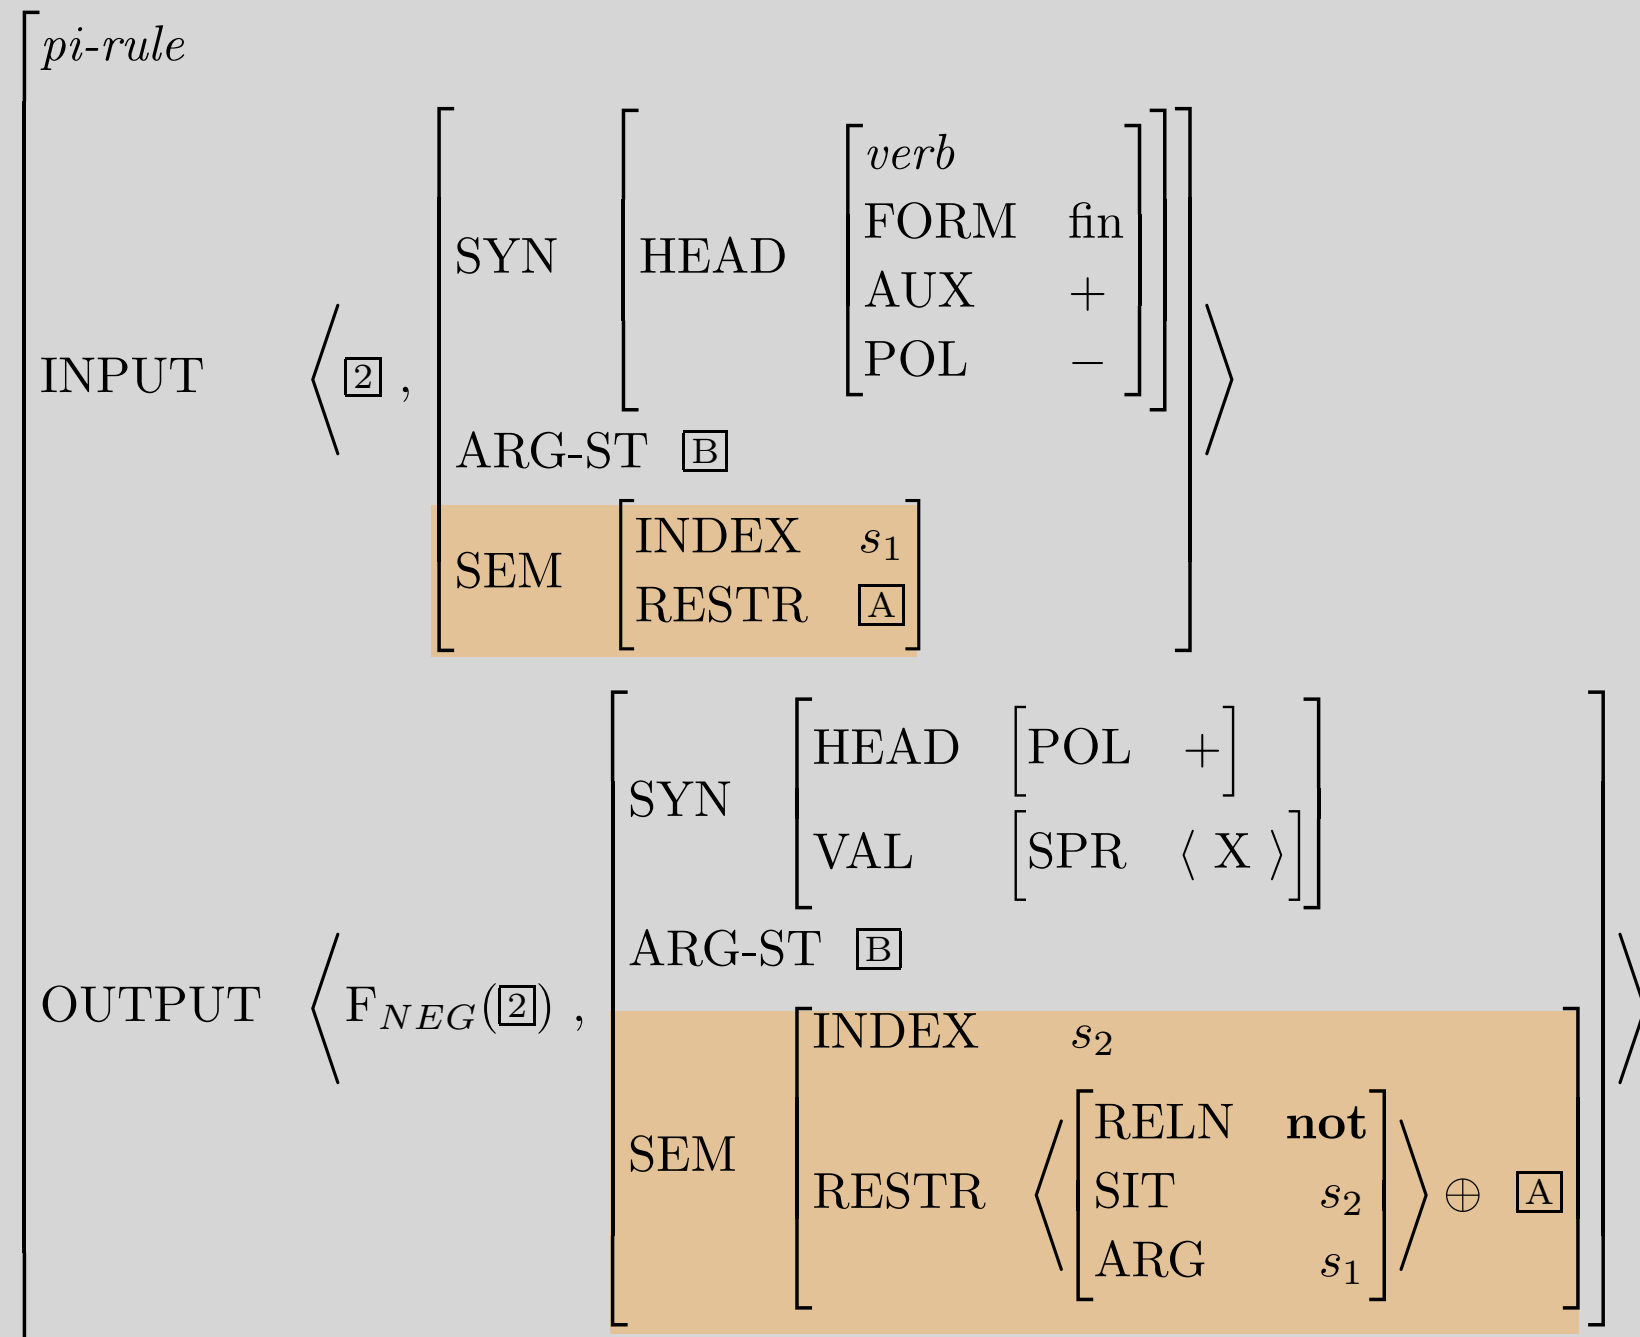 pi-rule
verb
FORM fin
SYN HEAD AUX +
POL −
INPUT ⟨ 2 ,
ARG-ST B ⟩
INDEX s₁
SEM
RESTR A
HEAD [POL +]
SYN
VAL [SPR ⟨ X ⟩]
ARG-ST B
OUTPUT ⟨ F_NEG(2) , ⟩
INDEX s₂
RELN not
SEM
RESTR ⟨ SIT s₂ ⟩ ⊕ A
ARG s₁